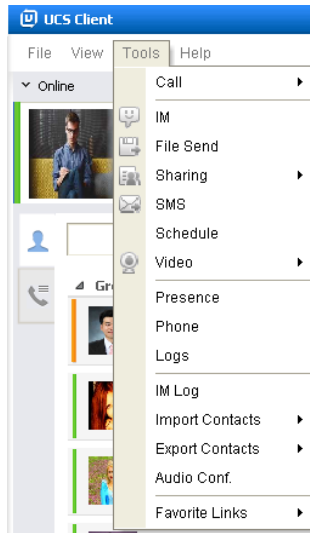 UCS Client
File View Tools Help
Online
Call
IM
File Send
Sharing
SMS
Schedule
Video
Gr
Presence
Phone
Logs
IM Log
Import Contacts
Export Contacts
Audio Conf.
Favorite Links